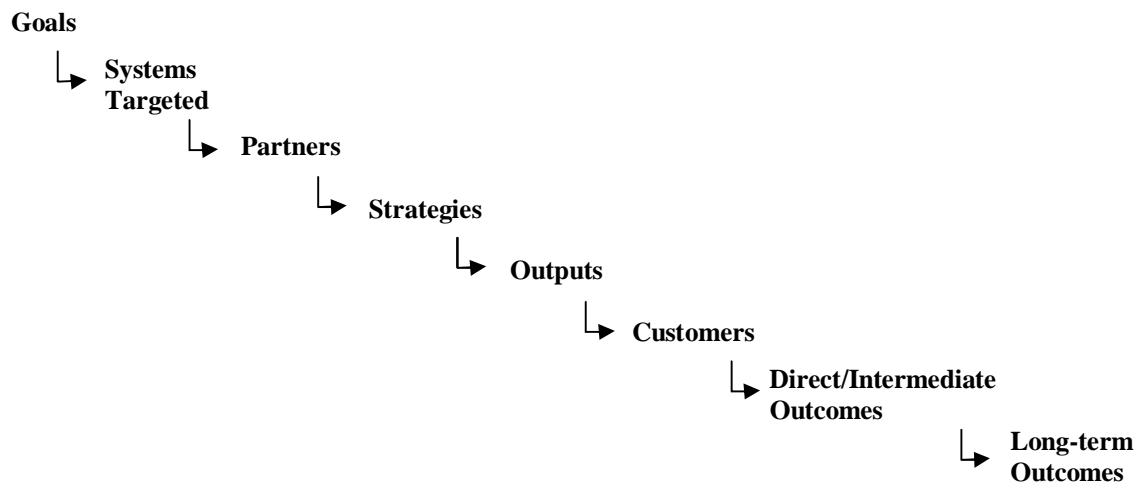 Goals
Systems
Targeted
Partners
Strategies
Outputs
Customers
Direct/Intermediate
Outcomes
Long-term
Outcomes